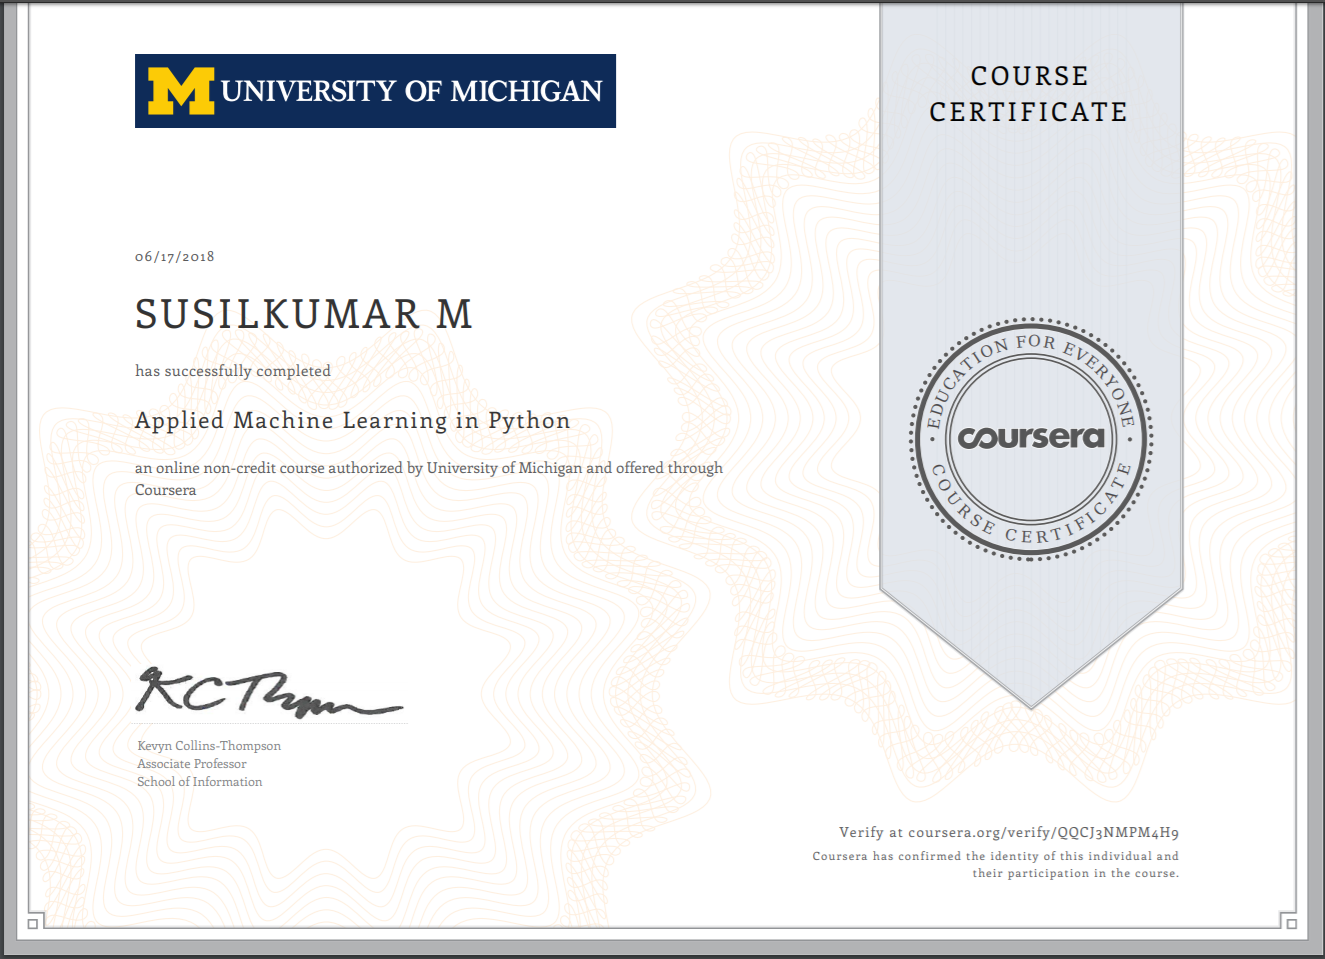 M UNIVERSITY OF MICHIGAN
COURSE
CERTIFICATE
06/17/2018
SUSILKUMAR M
has successfully completed
Applied Machine Learning in Python
an online non-credit course authorized by University of Michigan and offered through
Coursera
EDUCATION FOR EVERYONE
coursera
COURSE CERTIFICATE
Kevyn Collins-Thompson
Associate Professor
School of Information
Verify at coursera.org/verify/QQCJ3NMPM4H9
Coursera has confirmed the identity of this individual and
their participation in the course.